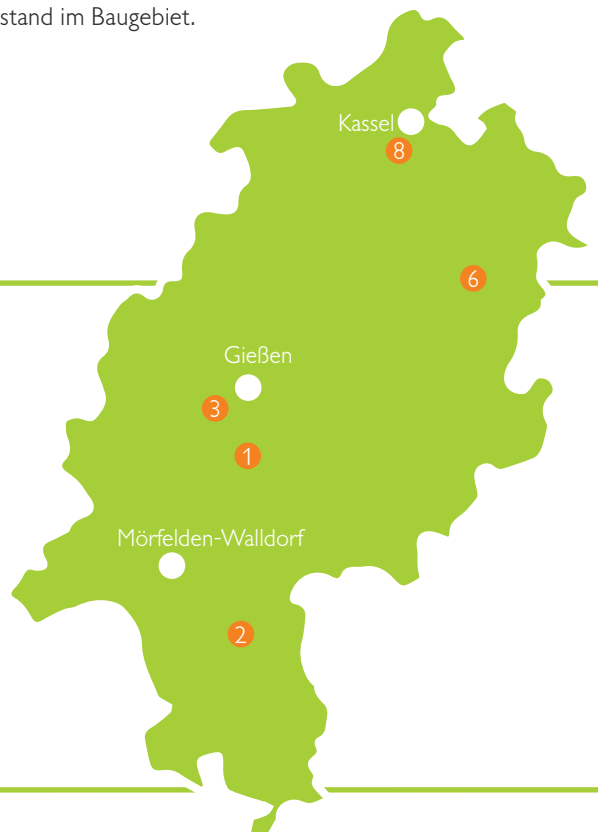 stand im Baugebiet.
Kassel
8
6
Gießen
3
1
Mörfelden-Walldorf
2